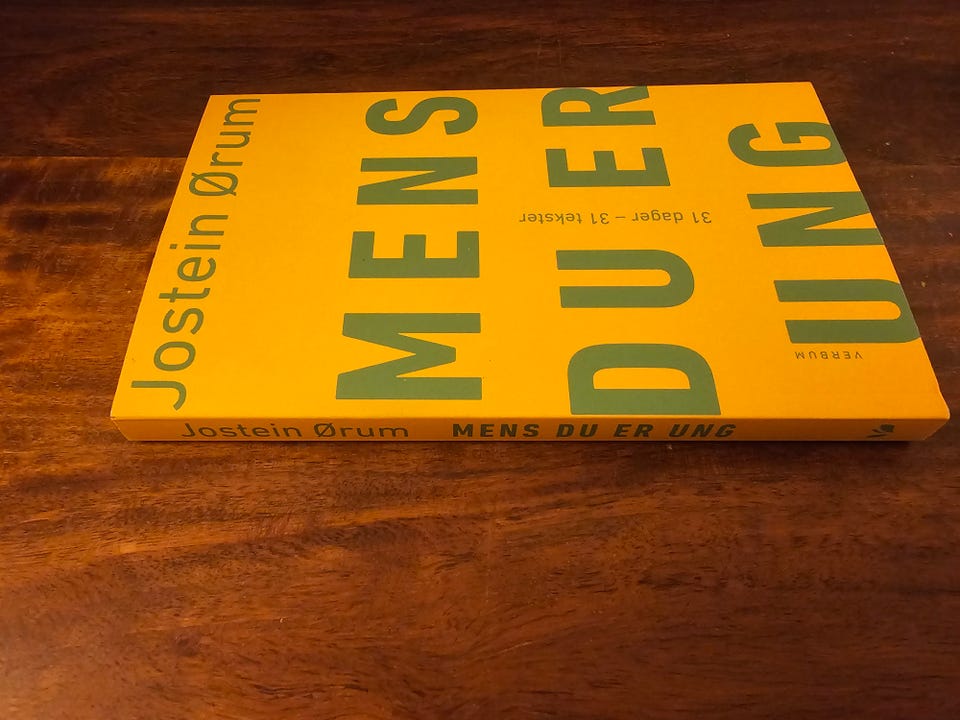 Jostein Ørum
MENS
DU ER
UNG
31 dager – 31 tekster
VERBUM
Jostein Ørum MENS DU ER UNG